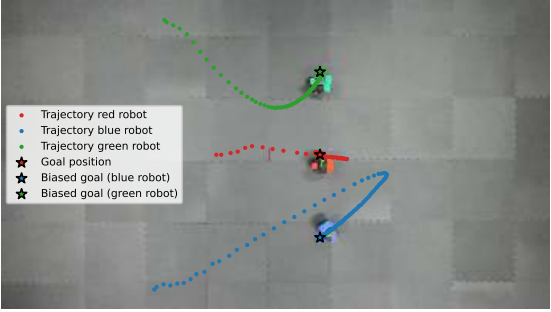 Trajectory red robot
Trajectory blue robot
Trajectory green robot
Goal position
Biased goal (blue robot)
Biased goal (green robot)